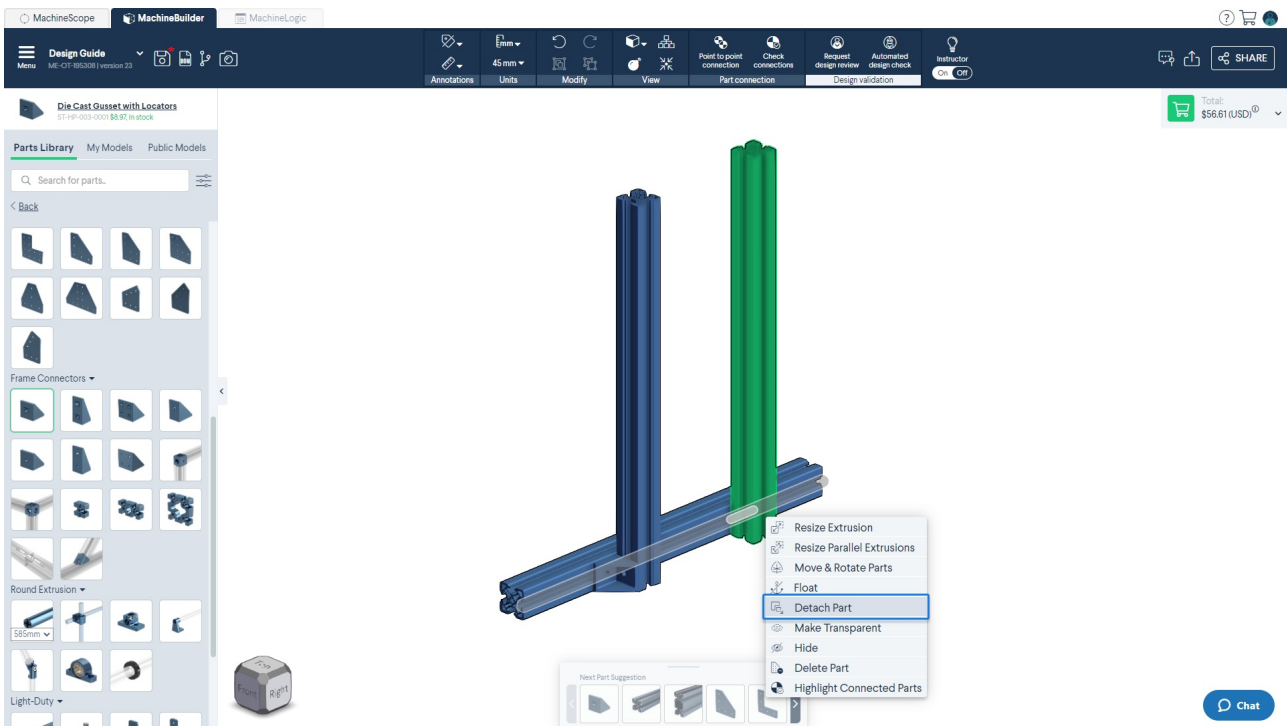 MachineScope
MachineBuilder
MachineLogic
Menu
Design Guide
ME-CIT-195308 | version 23
mm
45 mm
Annotations
Units
Modify
View
Point to point connection
Check connections
Part connection
Request design review
Automated design check
Design validation
Instructor
On Off
SHARE
Die Cast Gusset with Locators
ST-HP-003-0001 $8.97, in stock
Total:
$56.61 (USD)
Parts Library My Models Public Models
Search for parts..
Back
Frame Connectors
Round Extrusion
585mm
Light-Duty
Resize Extrusion
Resize Parallel Extrusions
Move & Rotate Parts
Float
Detach Part
Make Transparent
Hide
Delete Part
Highlight Connected Parts
Next Part Suggestion
Top
Front
Right
Chat